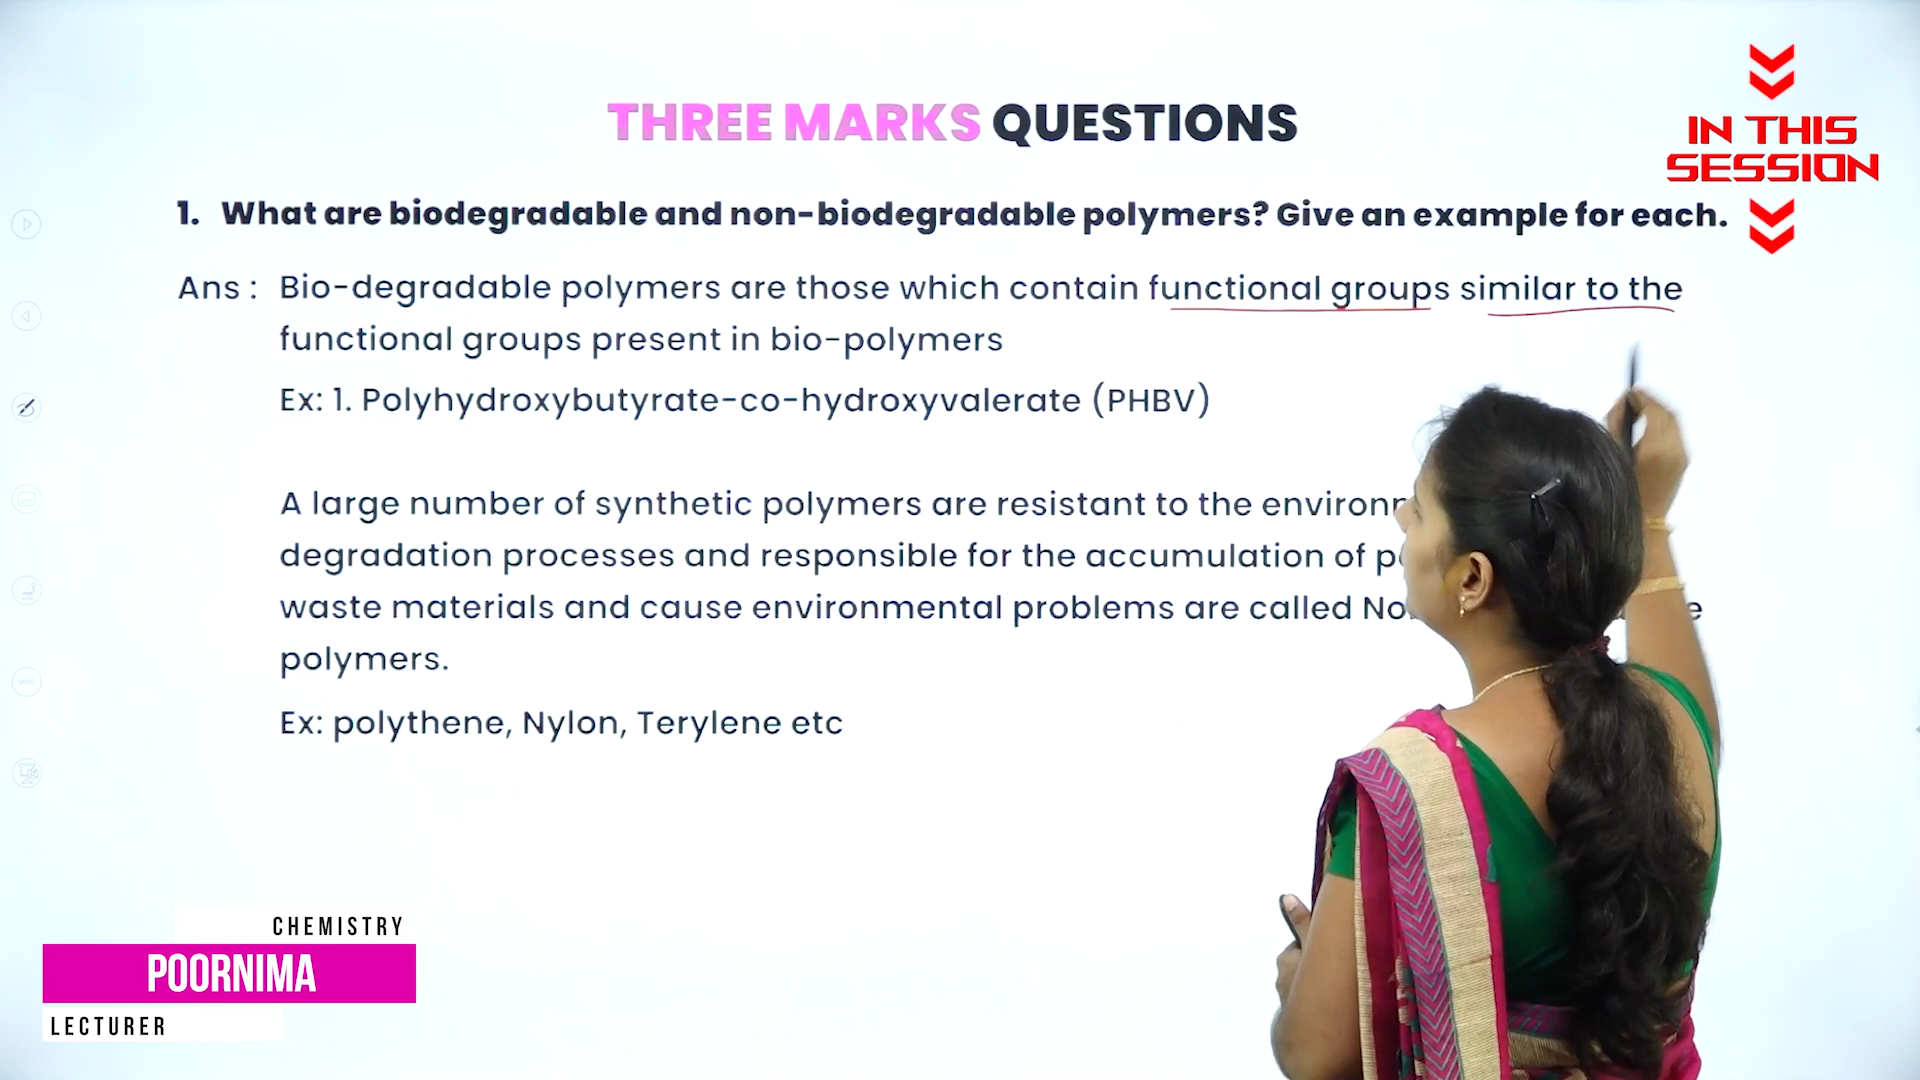 IN THIS
SESSION
THREE MARKS QUESTIONS
1. What are biodegradable and non-biodegradable polymers? Give an example for each.
Ans : Bio-degradable polymers are those which contain functional groups similar to the
functional groups present in bio-polymers
Ex: 1. Polyhydroxybutyrate-co-hydroxyvalerate (PHBV)
A large number of synthetic polymers are resistant to the
degradation processes and responsible for the accumulation of
waste materials and cause environmental problems are called
polymers.
Ex: polythene, Nylon, Terylene etc
CHEMISTRY
POORNIMA
LECTURER